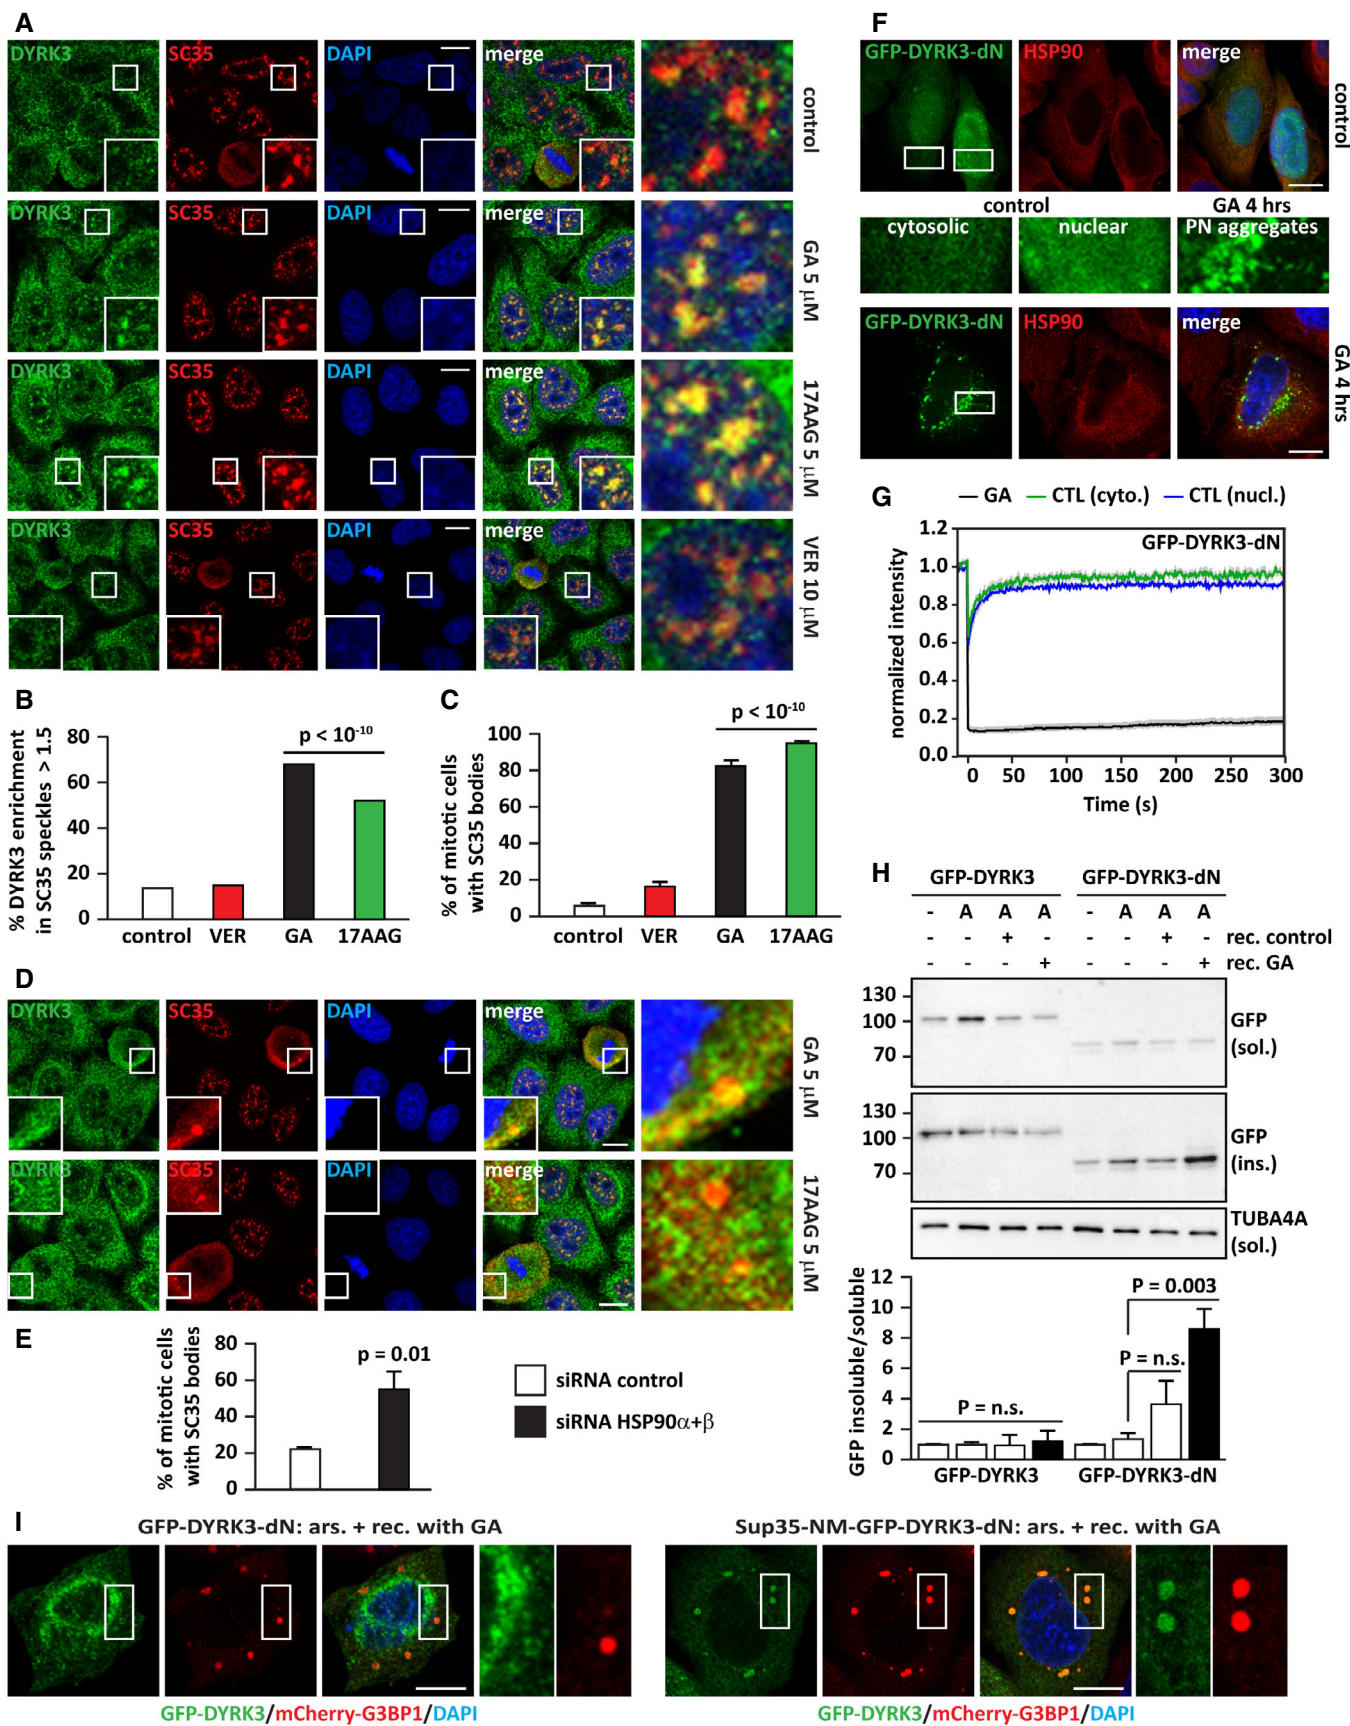 A
DYRK3 SC35 DAPI merge control
DYRK3 SC35 DAPI merge GA 5 µM
DYRK3 SC35 DAPI merge 17AAG 5 µM
DYRK3 SC35 DAPI merge VER 10 µM
B
% DYRK3 enrichment
in SC35 speckles > 1.5
80
60
40
20
0
p < 10⁻¹⁰
control VER GA 17AAG
C
% of mitotic cells
with SC35 bodies
100
80
60
40
20
0
p < 10⁻¹⁰
control VER GA 17AAG
D
DYRK3 SC35 DAPI merge GA 5 µM
DYRK3 SC35 DAPI merge 17AAG 5 µM
E
% of mitotic cells
with SC35 bodies
80
60
40
20
0
p = 0.01
siRNA control
siRNA HSP90α+β
F
GFP-DYRK3-dN HSP90 merge control
control GA 4 hrs
cytosolic nuclear PN aggregates
GFP-DYRK3-dN HSP90 merge GA 4 hrs
G
GA CTL (cyto.) CTL (nucl.)
GFP-DYRK3-dN
normalized intensity
1.2
1.0
0.8
0.6
0.4
0.2
0.0
0 50 100 150 200 250 300
Time (s)
H
GFP-DYRK3 GFP-DYRK3-dN
- A A A - A A A
- - + - - - + - rec. control
- - - + - - - + rec. GA
130
100
70
GFP
(sol.)
130
100
70
GFP
(ins.)
TUBA4A
(sol.)
GFP insoluble/soluble
12
10
8
6
4
2
0
P = 0.003
P = n.s.
P = n.s.
GFP-DYRK3 GFP-DYRK3-dN
I
GFP-DYRK3-dN: ars. + rec. with GA
GFP-DYRK3/mCherry-G3BP1/DAPI
Sup35-NM-GFP-DYRK3-dN: ars. + rec. with GA
GFP-DYRK3/mCherry-G3BP1/DAPI